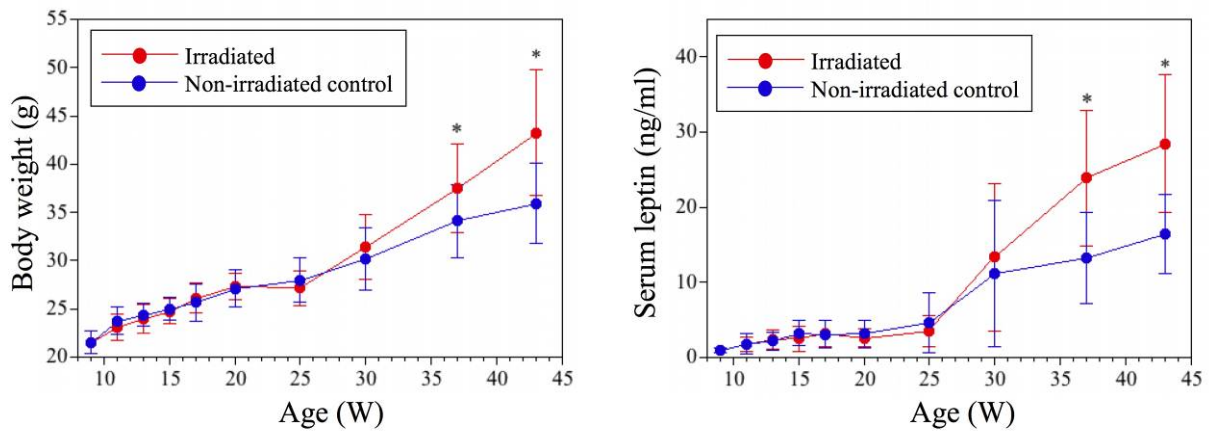 55
50
45
40
35
30
25
20
Body weight (g)
Irradiated
Non-irradiated control
*
*
10 15 20 25 30 35 40 45
Age (W)
40
30
20
10
0
Serum leptin (ng/ml)
Irradiated
Non-irradiated control
*
*
10 15 20 25 30 35 40 45
Age (W)